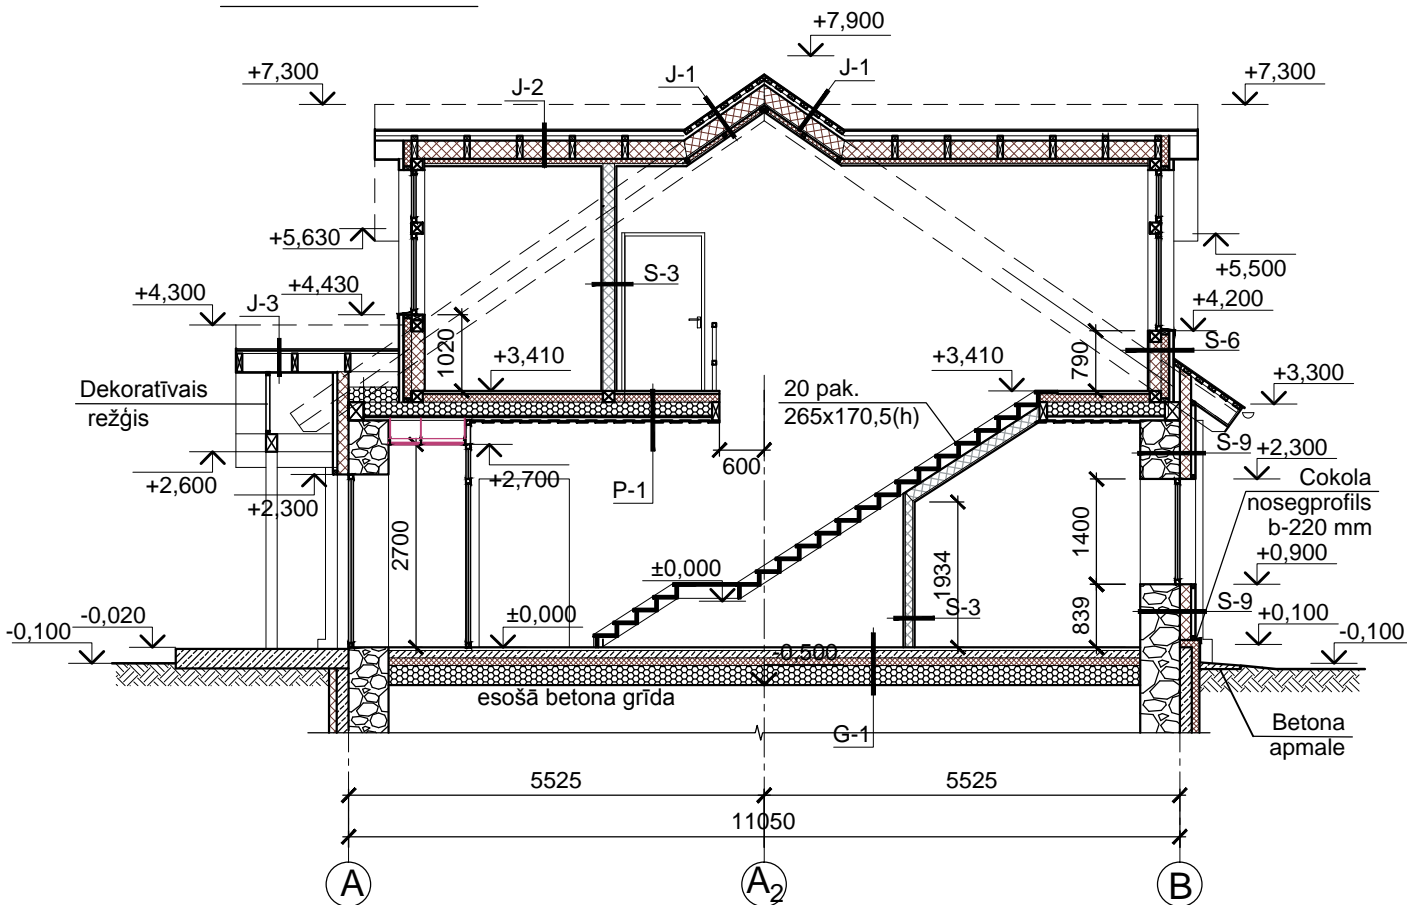 +7,900
+7,300
J-2
J-1
J-1
+7,300
+5,630
S-3
+5,500
+4,300
J-3
+4,430
+4,200
1020
790
S-6
Dekoratīvais
režģis
+3,410
+3,410
20 pak.
265x170,5(h)
+3,300
S-9
+2,300
600
+2,600
+2,300
+2,700
P-1
Cokola
nosegprofils
b-220 mm
2700
1934
1400
+0,900
±0,000
±0,000
S-3
839
S-9
+0,100
-0,020
-0,100
-0,100
-0,500
esošā betona grīda
G-1
Betona
apmale
5525
5525
11050
A
A2
B